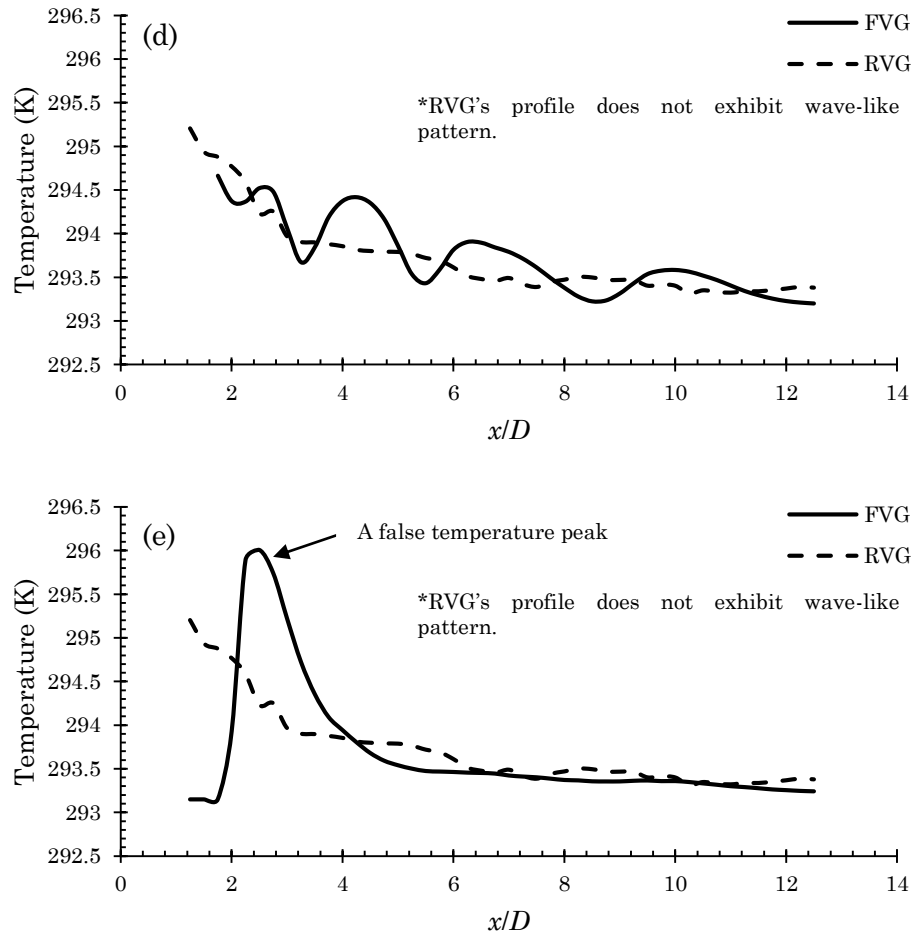 296.5
(d)
FVG
296
RVG
295.5
*RVG's profile does not exhibit wave-like
pattern.
295
294.5
294
293.5
293
292.5
Temperature (K)
0 2 4 6 8 10 12 14
x/D
296.5
(e)
FVG
296
A false temperature peak
RVG
295.5
*RVG's profile does not exhibit wave-like
pattern.
295
294.5
294
293.5
293
292.5
Temperature (K)
0 2 4 6 8 10 12 14
x/D